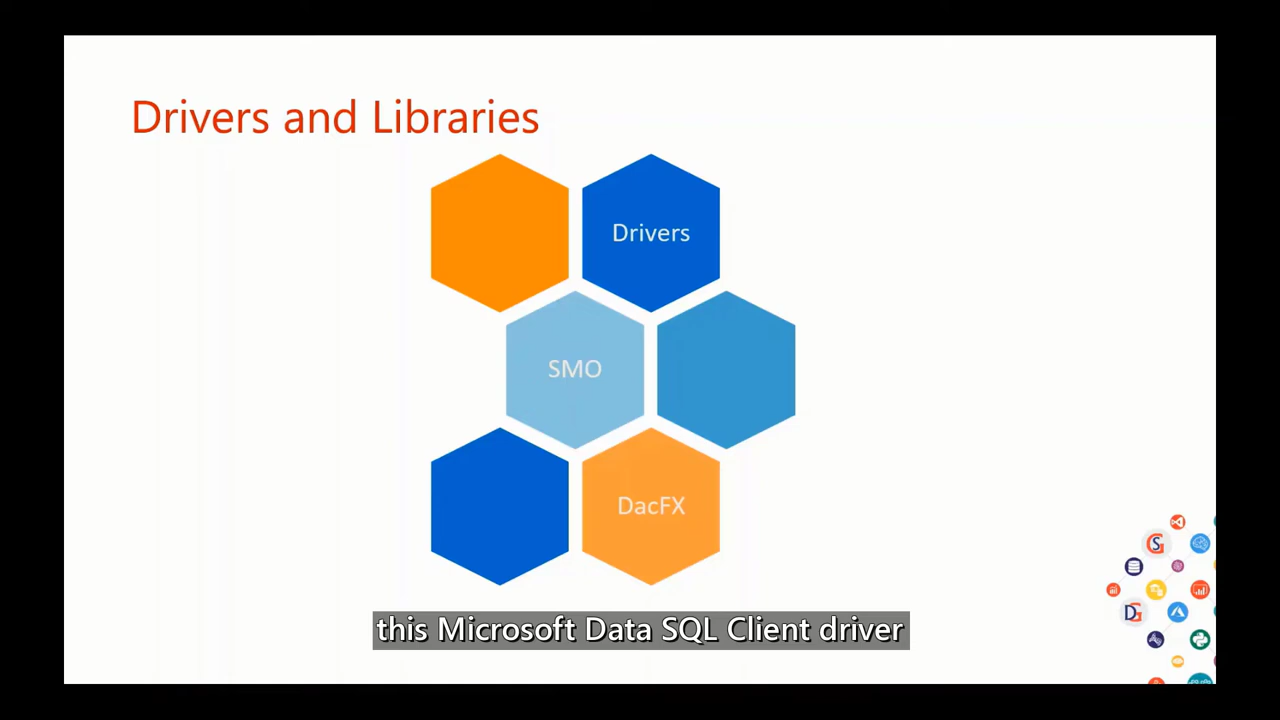 Drivers and Libraries
Drivers
SMO
DacFX
this Microsoft Data SQL Client driver